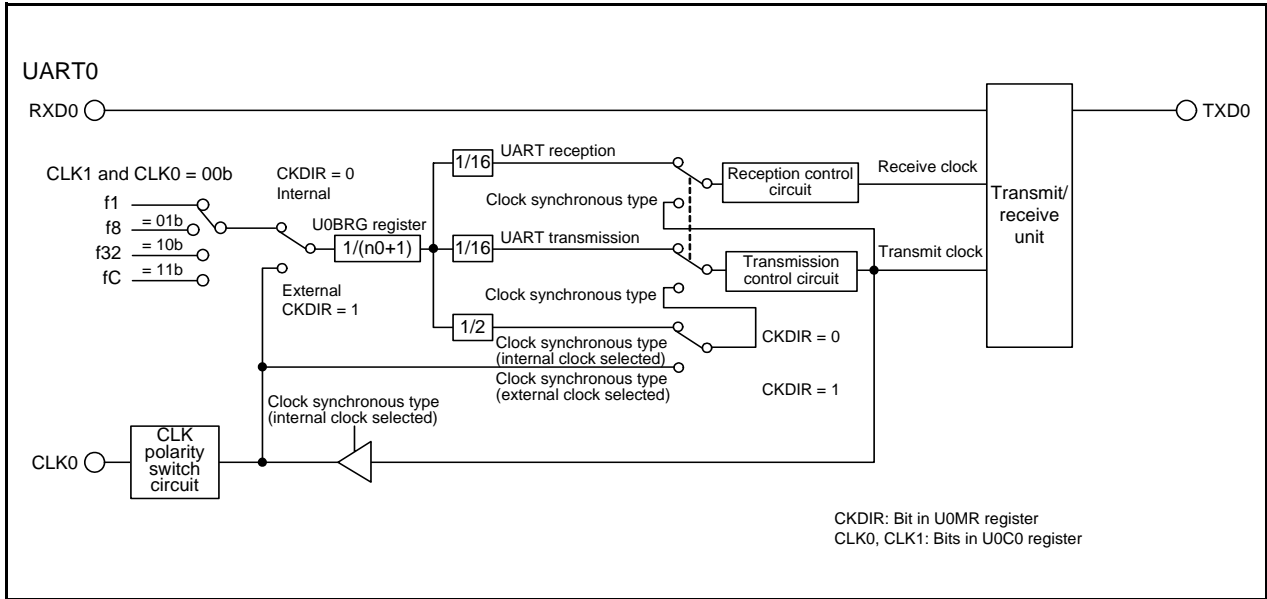 UART0
RXD0
TXD0
1/16
UART reception
CLK1 and CLK0 = 00b
CKDIR = 0
Internal
Reception control
circuit
Receive clock
Transmit/
receive
unit
f1
Clock synchronous type
f8
= 01b
U0BRG register
f32
= 10b
1/(n0+1)
1/16
UART transmission
Transmit clock
fC
= 11b
Transmission
control circuit
External
CKDIR = 1
Clock synchronous type
1/2
CKDIR = 0
Clock synchronous type
(internal clock selected)
Clock synchronous type
(external clock selected)
CKDIR = 1
Clock synchronous type
(internal clock selected)
CLK0
CLK
polarity
switch
circuit
CKDIR: Bit in U0MR register
CLK0, CLK1: Bits in U0C0 register